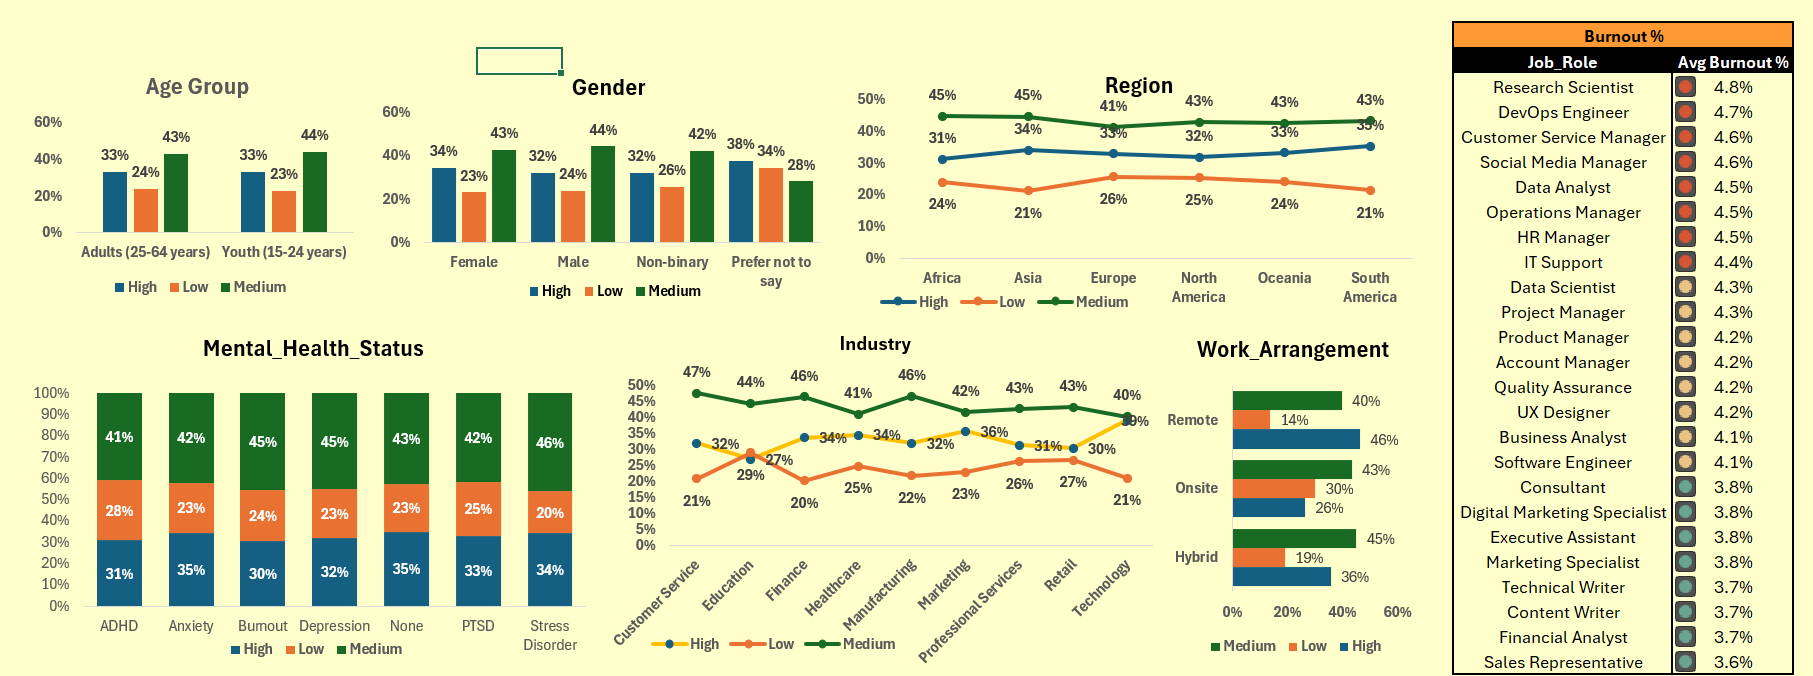 Age Group
60%
40%
20%
0%
33% 24% 43% 33% 23% 44%
Adults (25-64 years) Youth (15-24 years)
High Low Medium
Gender
60%
40%
20%
0%
34% 23% 43% 32% 24% 44% 32% 26% 42% 38% 34% 28%
Female Male Non-binary Prefer not to
say
High Low Medium
Region
50%
40%
30%
20%
10%
0%
45% 45% 41% 43% 43% 43%
31% 34% 33% 32% 33% 35%
24% 21% 26% 25% 24% 21%
Africa Asia Europe North Oceania South
America America
High Low Medium
Mental_Health_Status
100%
90%
80%
70%
60%
50%
40%
30%
20%
10%
0%
41% 42% 45% 45% 43% 42% 46%
28% 23% 24% 23% 23% 25% 20%
31% 35% 30% 32% 35% 33% 34%
ADHD Anxiety Burnout Depression None PTSD Stress
Disorder
High Low Medium
Industry
50%
45%
40%
35%
30%
25%
20%
15%
10%
5%
0%
47% 44% 46% 41% 46% 42% 43% 43% 40%
32% 27% 34% 34% 32% 36% 31% 30% 39%
21% 29% 20% 25% 22% 23% 26% 27% 21%
Customer Service
Education
Finance
Healthcare
Manufacturing
Marketing
Professional Services
Retail
Technology
High Low Medium
Work_Arrangement
Remote
40%
14%
46%
Onsite
43%
30%
26%
Hybrid
45%
19%
36%
0% 20% 40% 60%
Medium Low High
Burnout %
Job_Role Avg Burnout %
Research Scientist 4.8%
DevOps Engineer 4.7%
Customer Service Manager 4.6%
Social Media Manager 4.6%
Data Analyst 4.5%
Operations Manager 4.5%
HR Manager 4.5%
IT Support 4.4%
Data Scientist 4.3%
Project Manager 4.3%
Product Manager 4.2%
Account Manager 4.2%
Quality Assurance 4.2%
UX Designer 4.2%
Business Analyst 4.1%
Software Engineer 4.1%
Consultant 3.8%
Digital Marketing Specialist 3.8%
Executive Assistant 3.8%
Marketing Specialist 3.8%
Technical Writer 3.7%
Content Writer 3.7%
Financial Analyst 3.7%
Sales Representative 3.6%